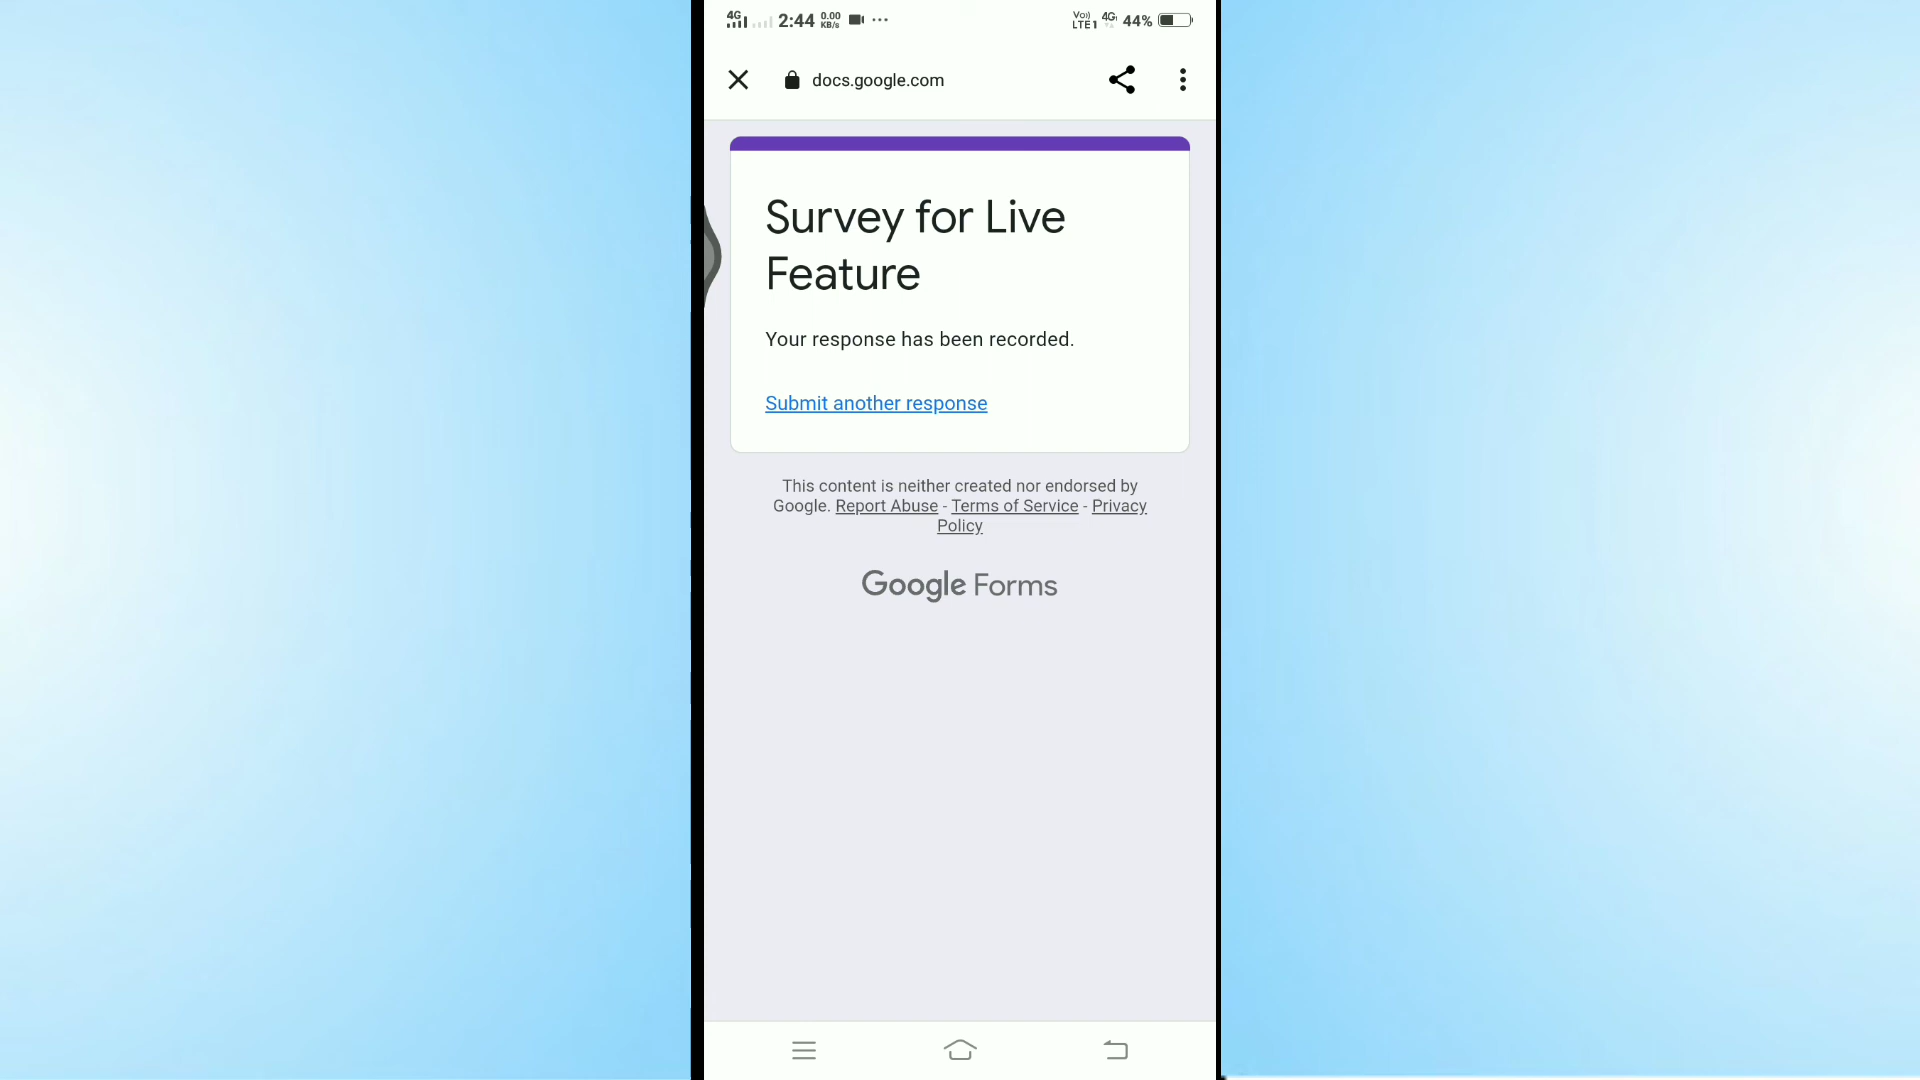 4G 2:44 0.00 KB/s ... Vo) LTE1 4G 44%
docs.google.com
Survey for Live
Feature
Your response has been recorded.
Submit another response
This content is neither created nor endorsed by
Google. Report Abuse - Terms of Service - Privacy
Policy
Google Forms